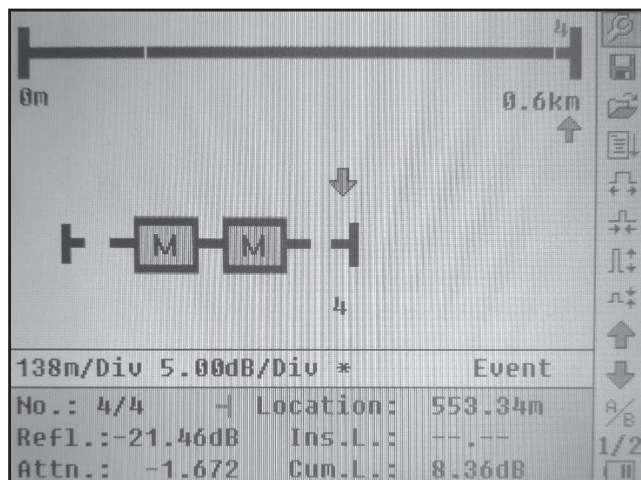 4
0m 0.6km
M M
4
138m/Div 5.00dB/Div * Event
No.: 4/4 Location: 553.34m
Refl.:-21.46dB Ins.L.: --.--
Attn.: -1.672 Cum.L.: 8.36dB
A/B
1/2